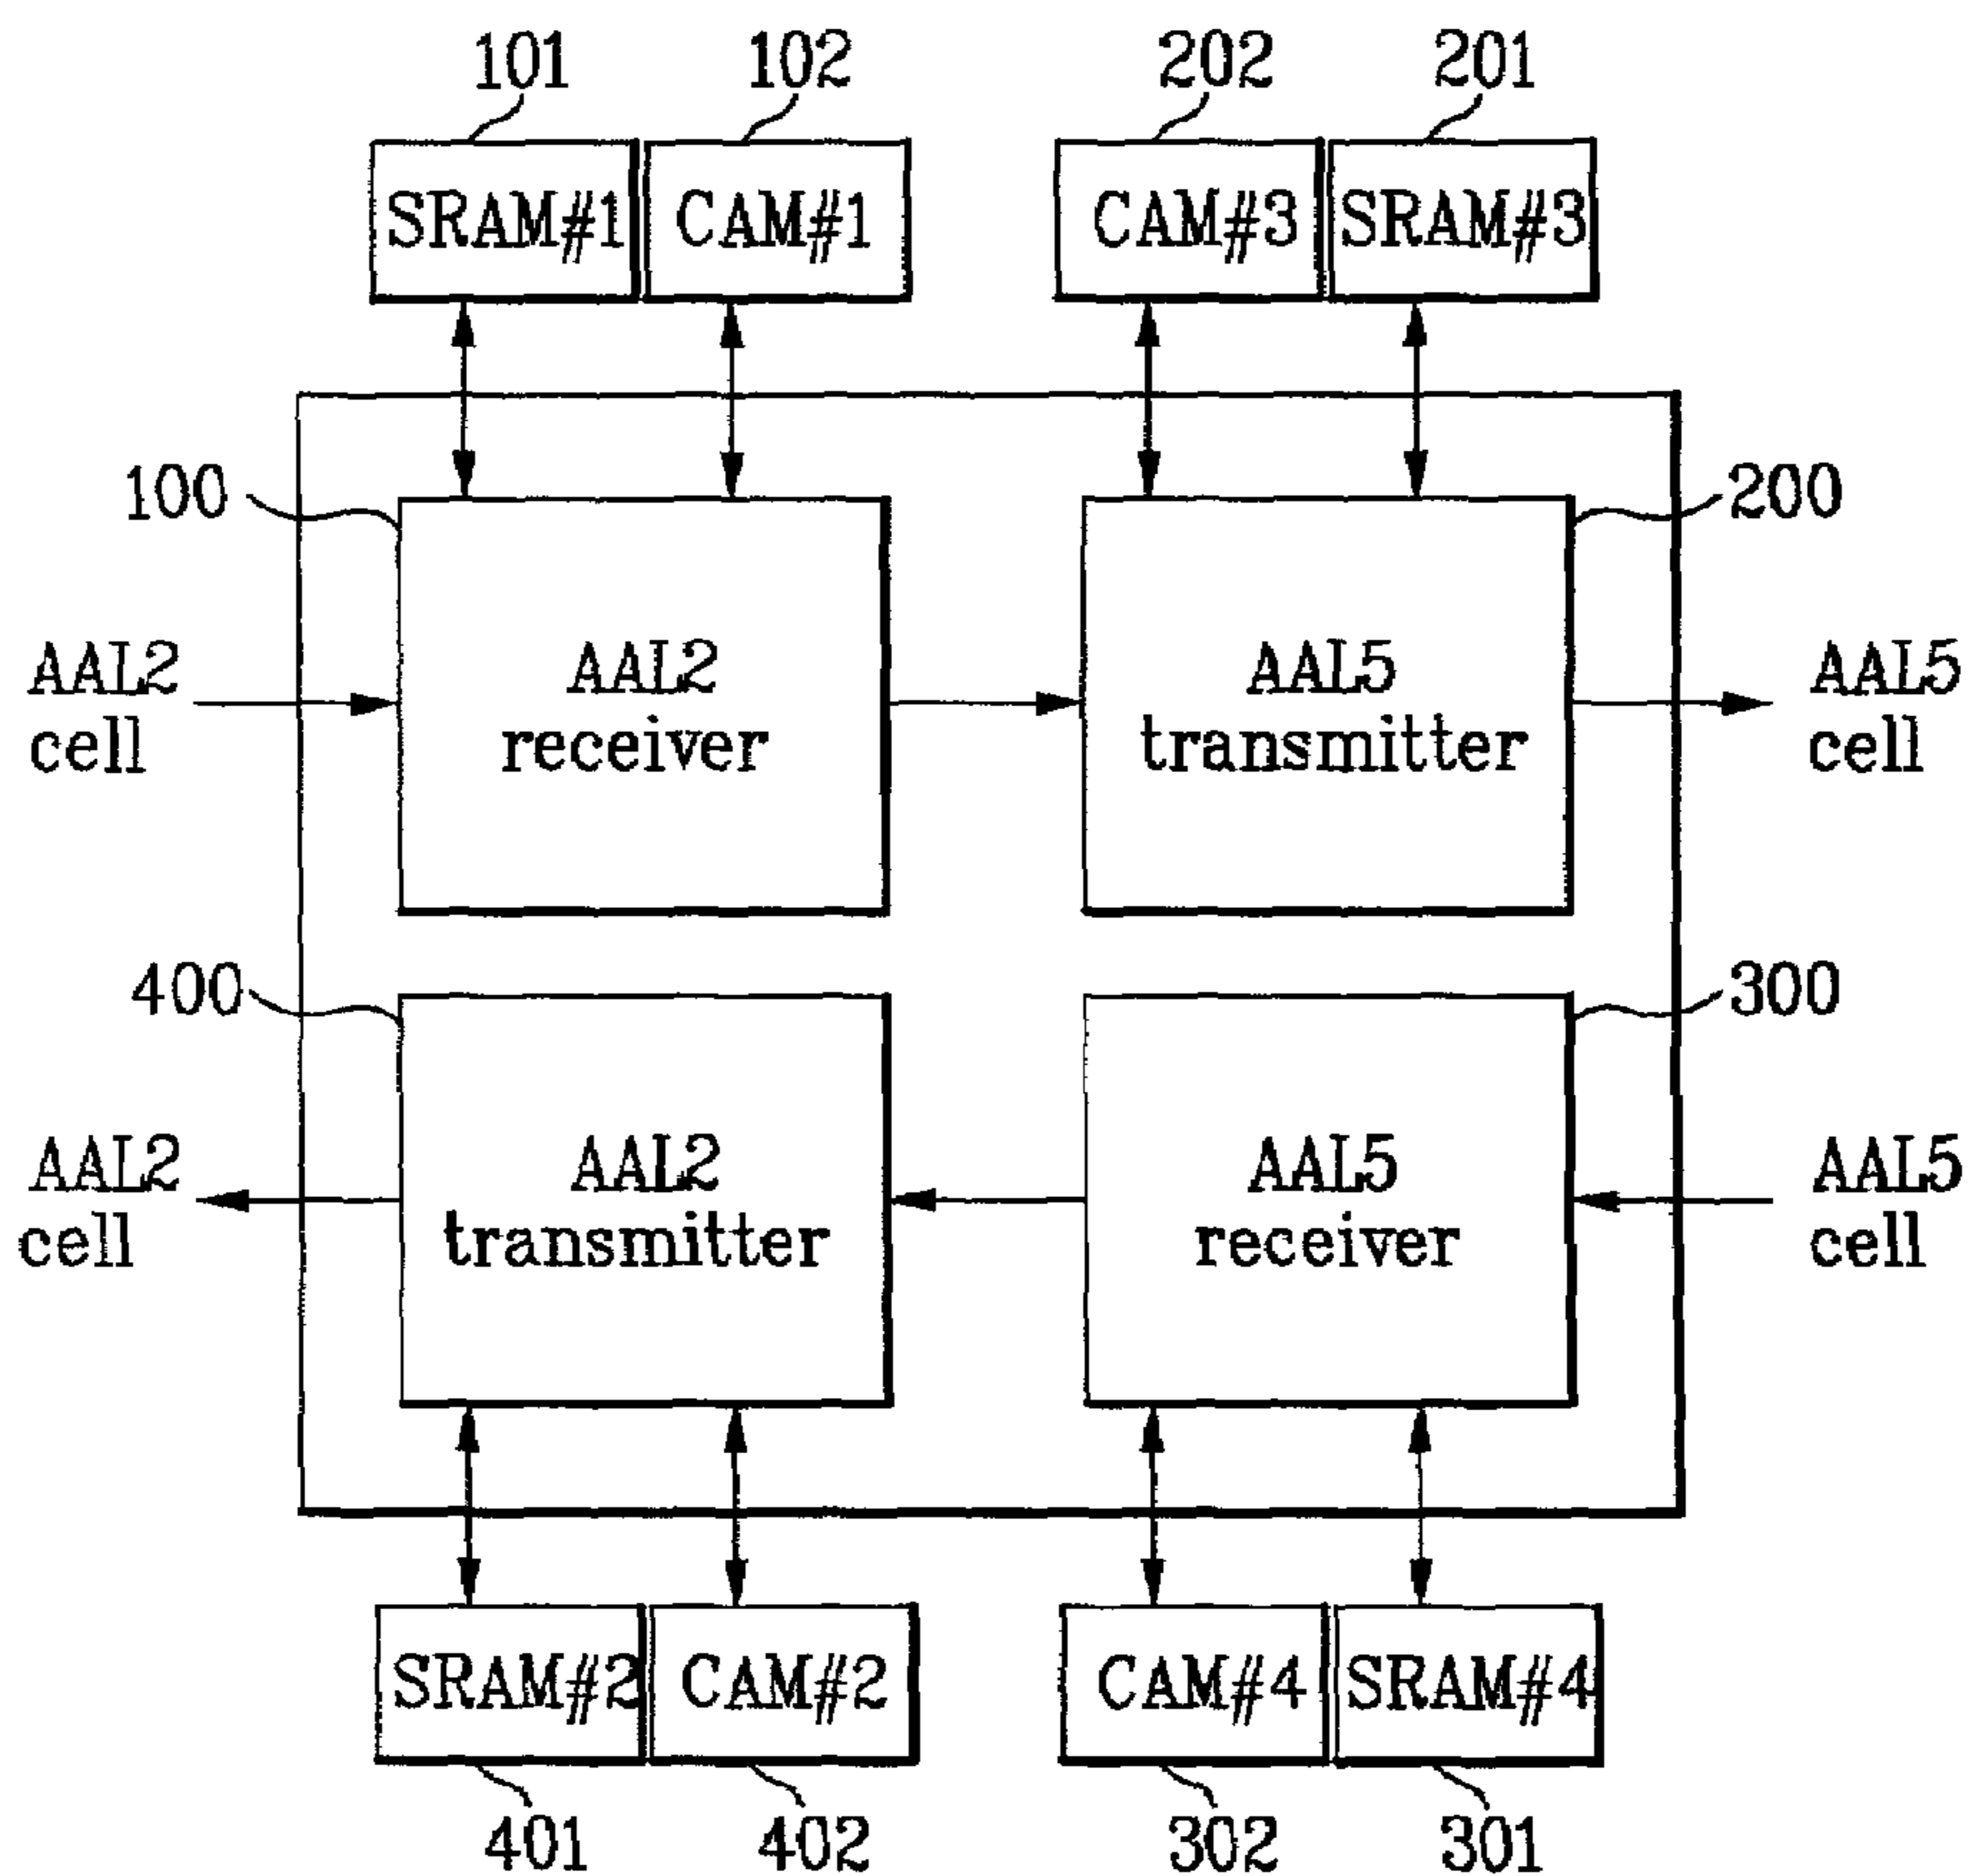 101 102 202 201
SRAM#1 CAM#1 CAM#3 SRAM#3
100 200
AAL2
cell
AAL2
receiver
AAL5
transmitter
AAL5
cell
400 300
AAL2
cell
AAL2
transmitter
AAL5
receiver
AAL5
cell
SRAM#2 CAM#2 CAM#4 SRAM#4
401 402 302 301